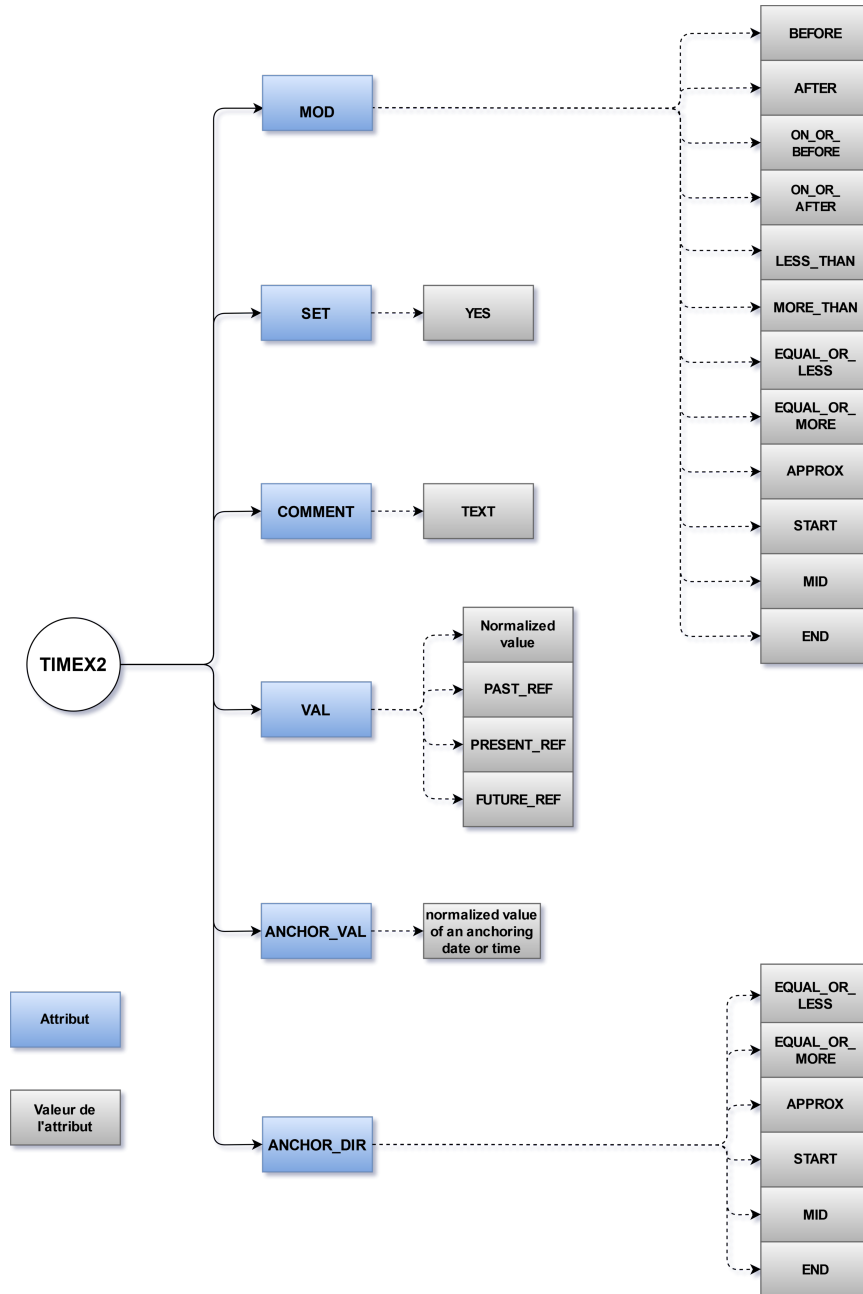 TIMEX2
MOD
BEFORE
AFTER
ON_OR_
BEFORE
ON_OR_
AFTER
LESS_THAN
MORE_THAN
EQUAL_OR_
LESS
EQUAL_OR_
MORE
APPROX
START
MID
END
SET
YES
COMMENT
TEXT
VAL
Normalized
value
PAST_REF
PRESENT_REF
FUTURE_REF
ANCHOR_VAL
normalized value
of an anchoring
date or time
ANCHOR_DIR
EQUAL_OR_
LESS
EQUAL_OR_
MORE
APPROX
START
MID
END
Attribut
Valeur de
l'attribut